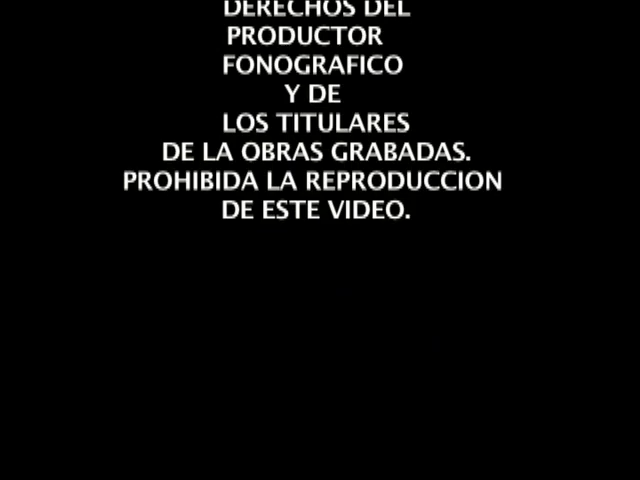 DERECHOS DEL
PRODUCTOR
FONOGRAFICO
Y DE
LOS TITULARES
DE LA OBRAS GRABADAS.
PROHIBIDA LA REPRODUCCION
DE ESTE VIDEO.